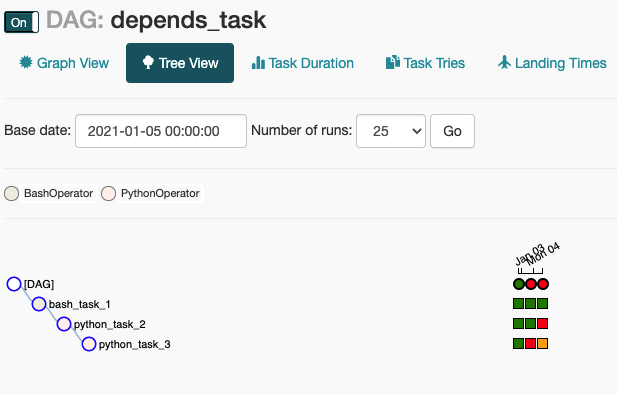 On DAG: depends_task
Graph View Tree View Task Duration Task Tries Landing Times
Base date: 2021-01-05 00:00:00 Number of runs: 25 Go
BashOperator PythonOperator
Jan 03
Mon 04
[DAG]
bash_task_1
python_task_2
python_task_3